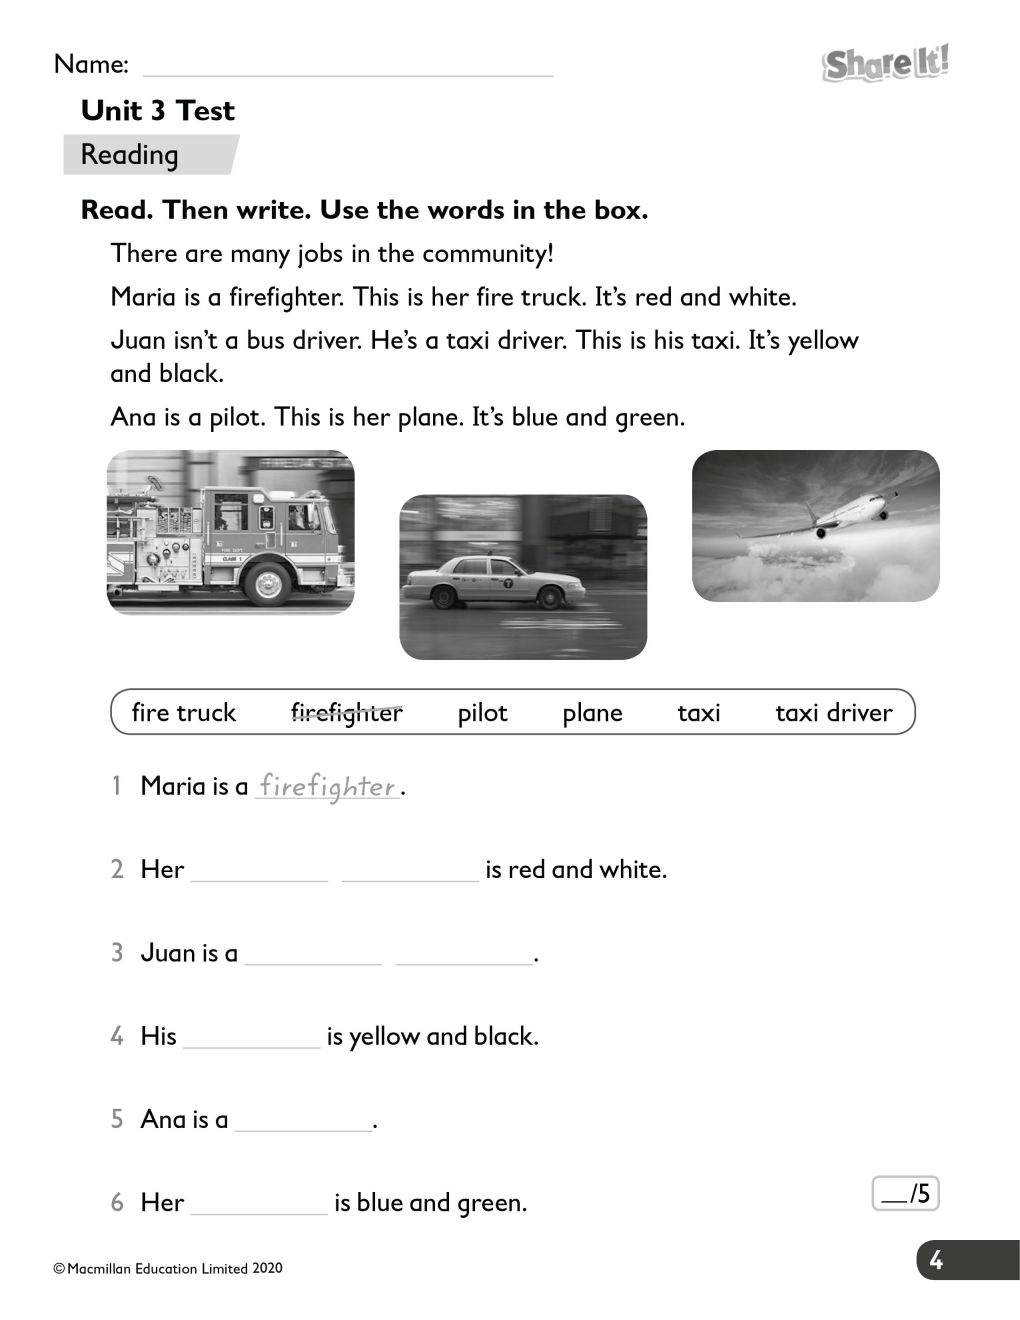 Name: ____________________
Share It!
Unit 3 Test
Reading
Read. Then write. Use the words in the box.
There are many jobs in the community!
Maria is a firefighter. This is her fire truck. It’s red and white.
Juan isn’t a bus driver. He’s a taxi driver. This is his taxi. It’s yellow
and black.
Ana is a pilot. This is her plane. It’s blue and green.
FIRE DEPT.
CLASS 1
T
fire truck firefighter pilot plane taxi taxi driver
1 Maria is a firefighter.
2 Her __________ __________ is red and white.
3 Juan is a __________ __________.
4 His __________ is yellow and black.
5 Ana is a __________.
6 Her __________ is blue and green.
__/5
© Macmillan Education Limited 2020
4